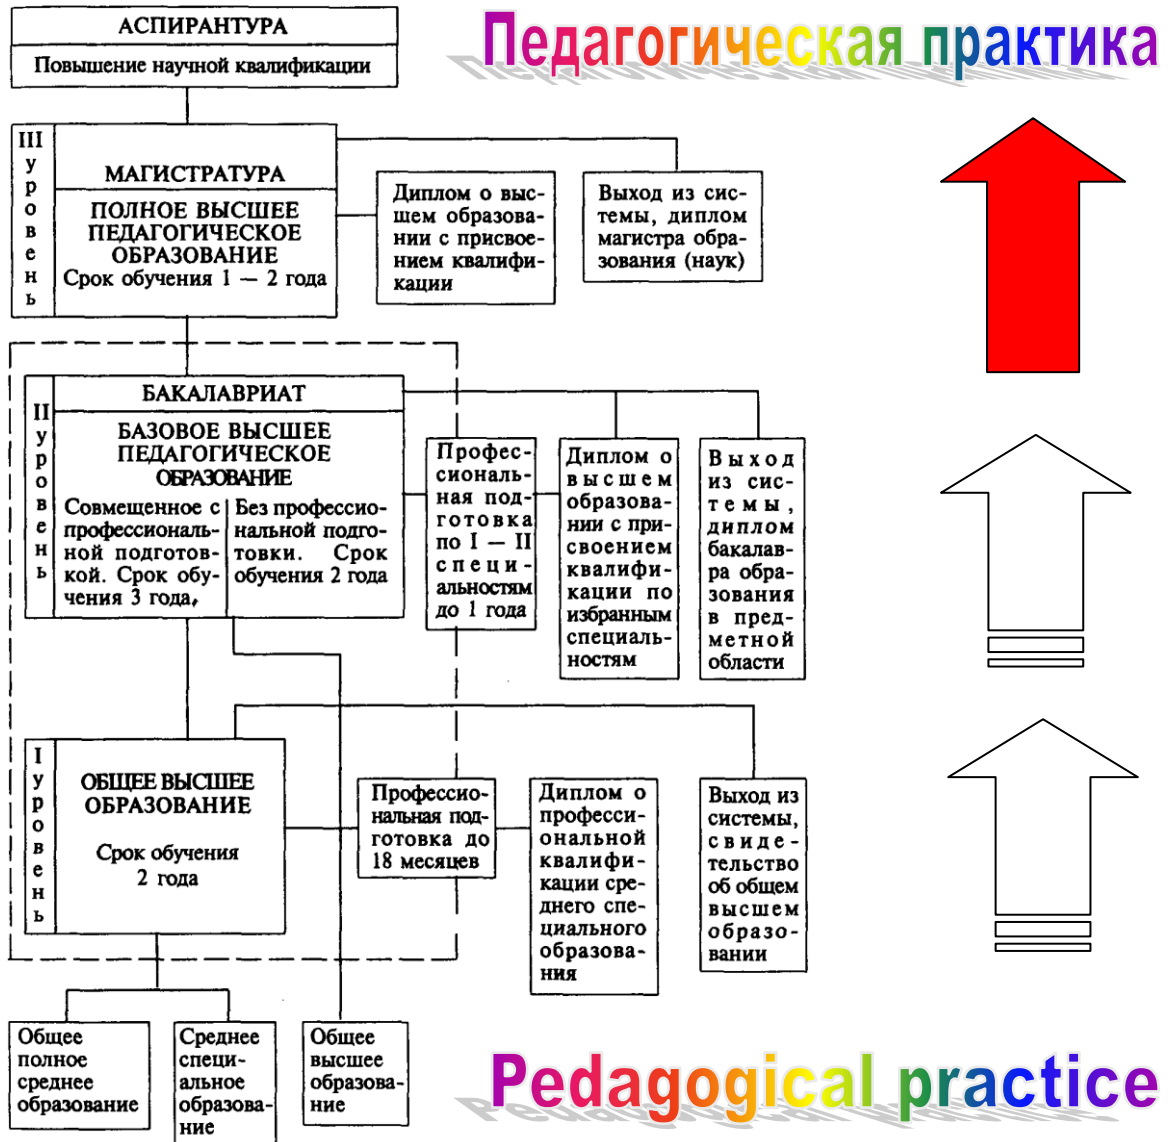 АСПИРАНТУРА
Повышение научной квалификации
Педагогическая практика
III уровень
МАГИСТРАТУРА
ПОЛНОЕ ВЫСШЕЕ
ПЕДАГОГИЧЕСКОЕ
ОБРАЗОВАНИЕ
Срок обучения 1 — 2 года
Диплом о выс-
шем образова-
нии с присвое-
нием квалифи-
кации
Выход из сис-
темы, диплом
магистра обра-
зования (наук)
II уровень
БАКАЛАВРИАТ
БАЗОВОЕ ВЫСШЕЕ
ПЕДАГОГИЧЕСКОЕ
ОБРАЗОВАНИЕ
Совмещенное с
профессиональ-
ной подготов-
кой. Срок обу-
чения 3 года,
Без профессио-
нальной подго-
товки. Срок
обучения 2 года
Профес-
сиональ-
ная под-
готовка
по I — II
специ-
альностям
до 1 года
Диплом о
высшем
образова-
нии с при-
своением
квалифи-
кации по
избранным
специаль-
ностям
Выход
из сис-
темы,
диплом
бакалав-
ра обра-
зования
в пред-
метной
области
I уровень
ОБЩЕЕ ВЫСШЕЕ
ОБРАЗОВАНИЕ
Срок обучения
2 года
Профессио-
нальная под-
готовка до
18 месяцев
Диплом о
професси-
ональной
квалифи-
кации сре-
днего спе-
циального
образова-
ния
Выход из
системы,
свиде-
тельство
об общем
высшем
образо-
вании
Общее
полное
среднее
образование
Среднее
специ-
альное
образова-
ние
Общее
высшее
образова-
ние
Pedagogical practice